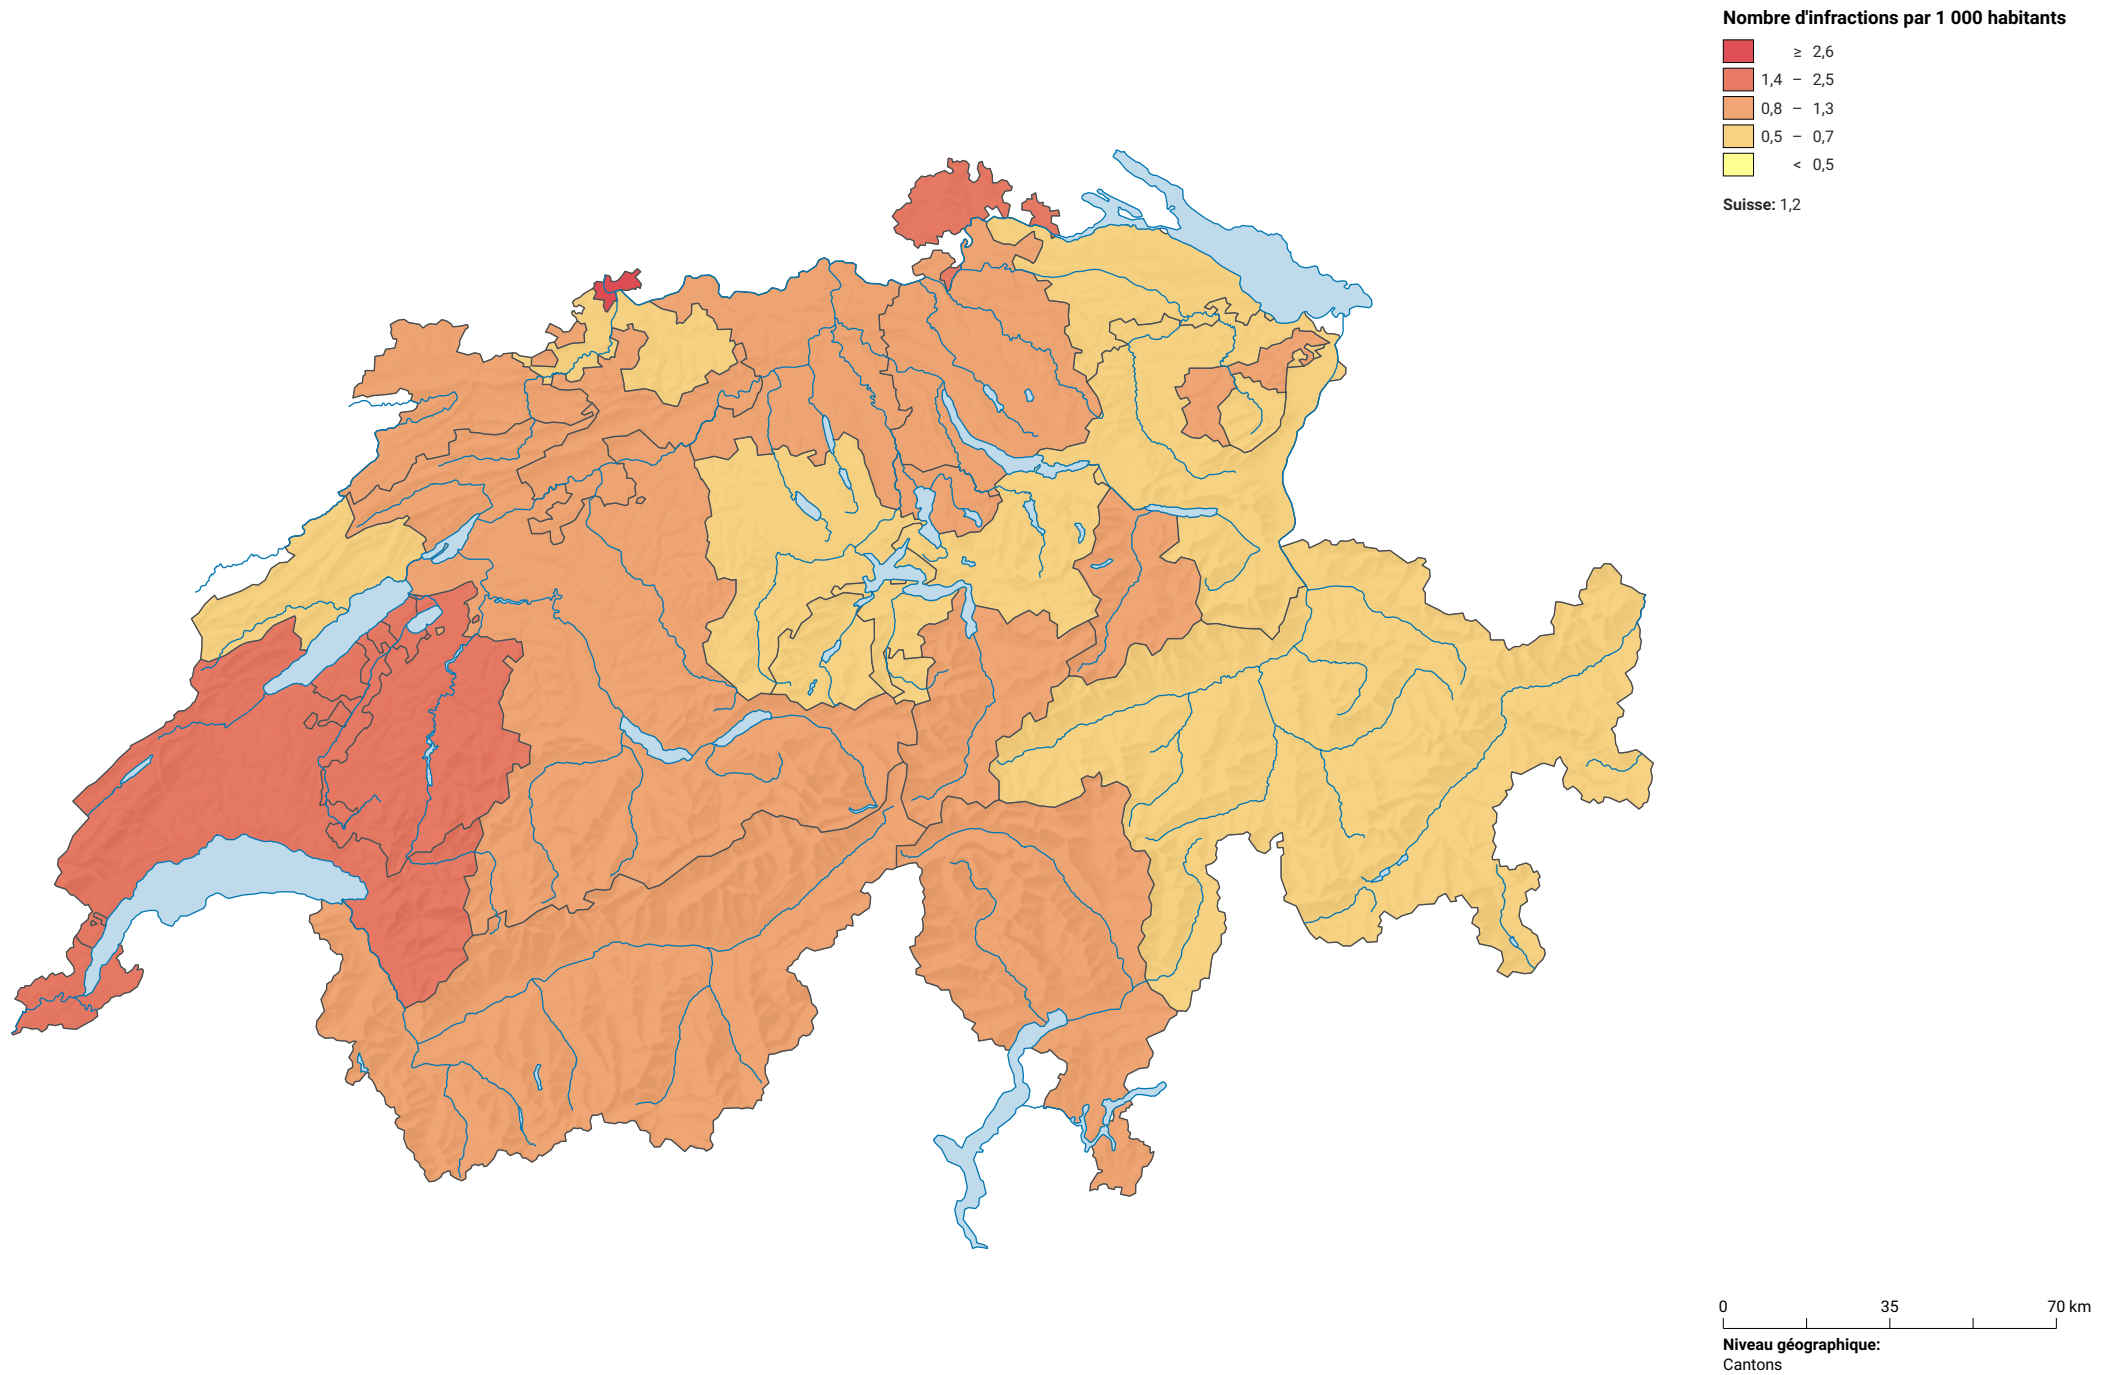 Nombre d'infractions par 1 000 habitants
≥ 2,6
1,4 – 2,5
0,8 – 1,3
0,5 – 0,7
< 0,5
Suisse: 1,2
0 35 70 km
Niveau géographique:
Cantons